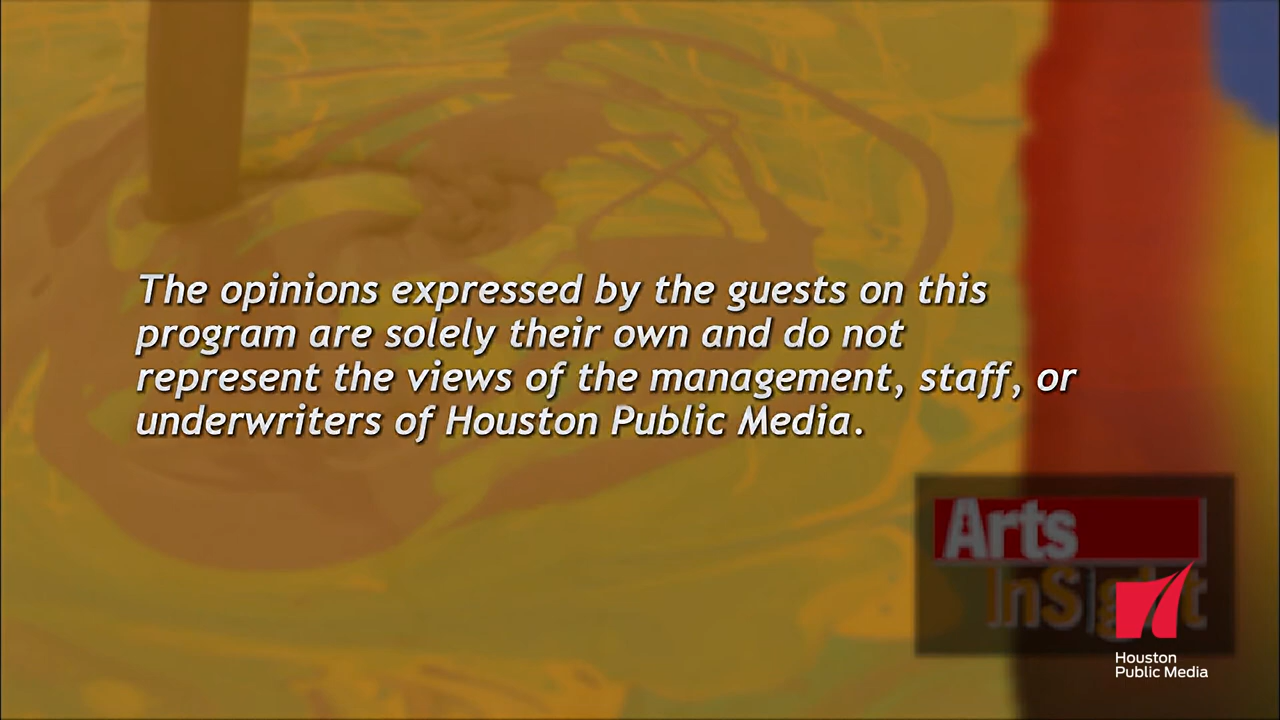 The opinions expressed by the guests on this
program are solely their own and do not
represent the views of the management, staff, or
underwriters of Houston Public Media.
Arts
InSight
Houston
Public Media